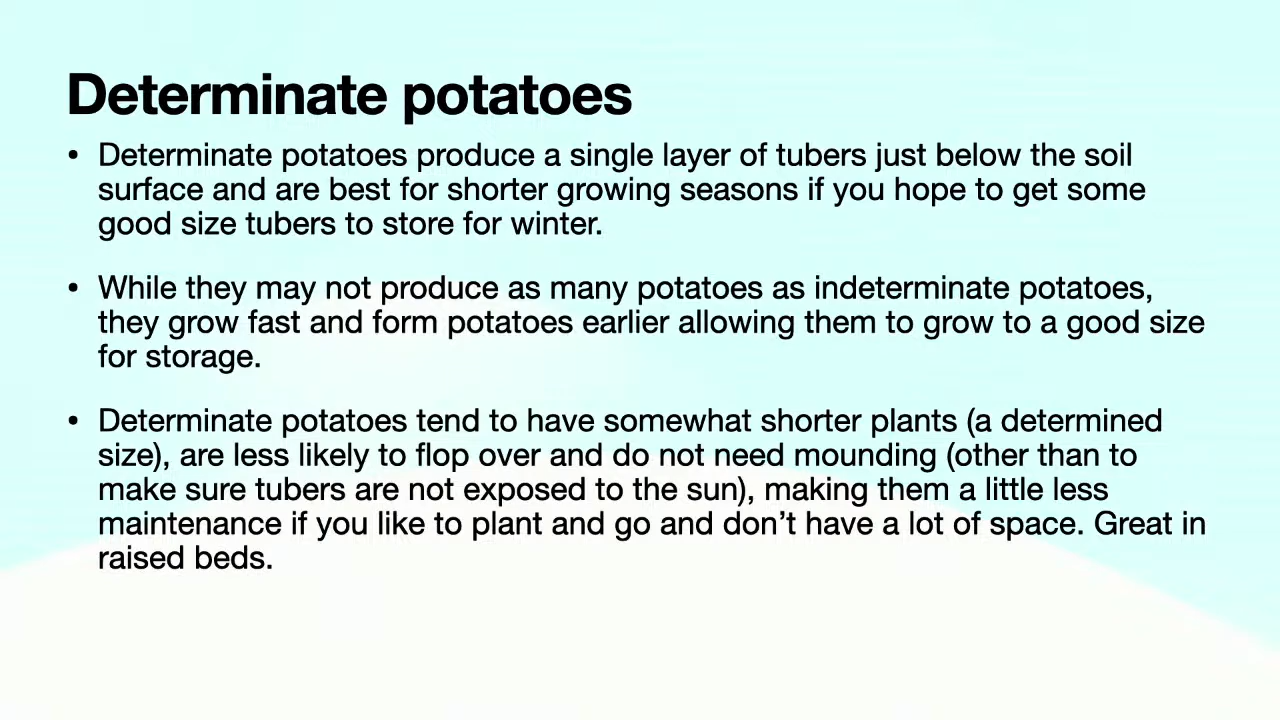 Determinate potatoes
• Determinate potatoes produce a single layer of tubers just below the soil
surface and are best for shorter growing seasons if you hope to get some
good size tubers to store for winter.
• While they may not produce as many potatoes as indeterminate potatoes,
they grow fast and form potatoes earlier allowing them to grow to a good size
for storage.
• Determinate potatoes tend to have somewhat shorter plants (a determined
size), are less likely to flop over and do not need mounding (other than to
make sure tubers are not exposed to the sun), making them a little less
maintenance if you like to plant and go and don’t have a lot of space. Great in
raised beds.